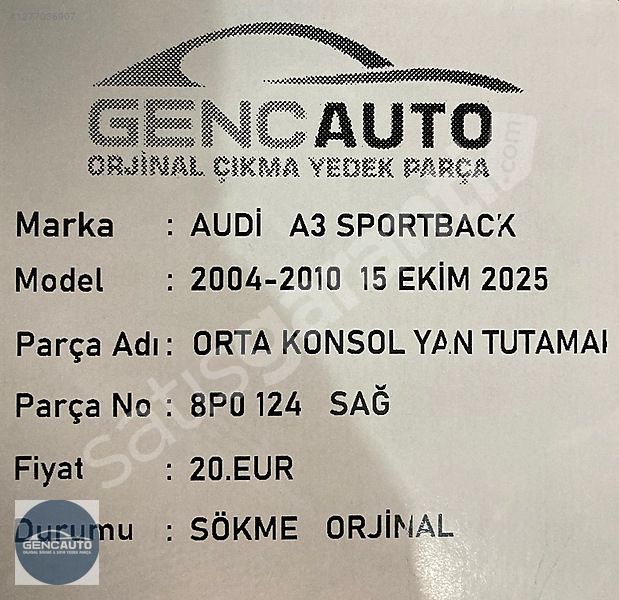 GENCAUTO
ORJİNAL ÇIKMA YEDEK PARÇA
Marka : AUDİ A3 SPORTBACK
Model : 2004-2010 15 EKİM 2025
Parça Adı : ORTA KONSOL YAN TUTAMAK
Parça No : 8P0 124 SAĞ
Fiyat : 20.EUR
Durumu : SÖKME ORJİNAL
GENCAUTO